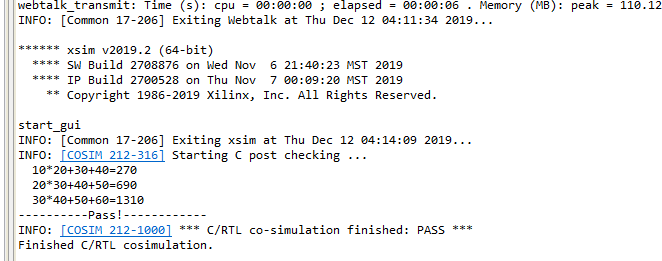 webtalk_transmit: Time (s): cpu = 00:00:00 ; elapsed = 00:00:06 . Memory (MB): peak = 110.12
INFO: [Common 17-206] Exiting Webtalk at Thu Dec 12 04:11:34 2019...

****** xsim v2019.2 (64-bit)
  **** SW Build 2708876 on Wed Nov  6 21:40:23 MST 2019
  **** IP Build 2700528 on Thu Nov  7 00:09:20 MST 2019
    ** Copyright 1986-2019 Xilinx, Inc. All Rights Reserved.

start_gui
INFO: [Common 17-206] Exiting xsim at Thu Dec 12 04:14:09 2019...
INFO: [COSIM 212-316] Starting C post checking ...
  10*20+30+40=270
  20*30+40+50=690
  30*40+50+60=1310
----------Pass!------------
INFO: [COSIM 212-1000] *** C/RTL co-simulation finished: PASS ***
Finished C/RTL cosimulation.